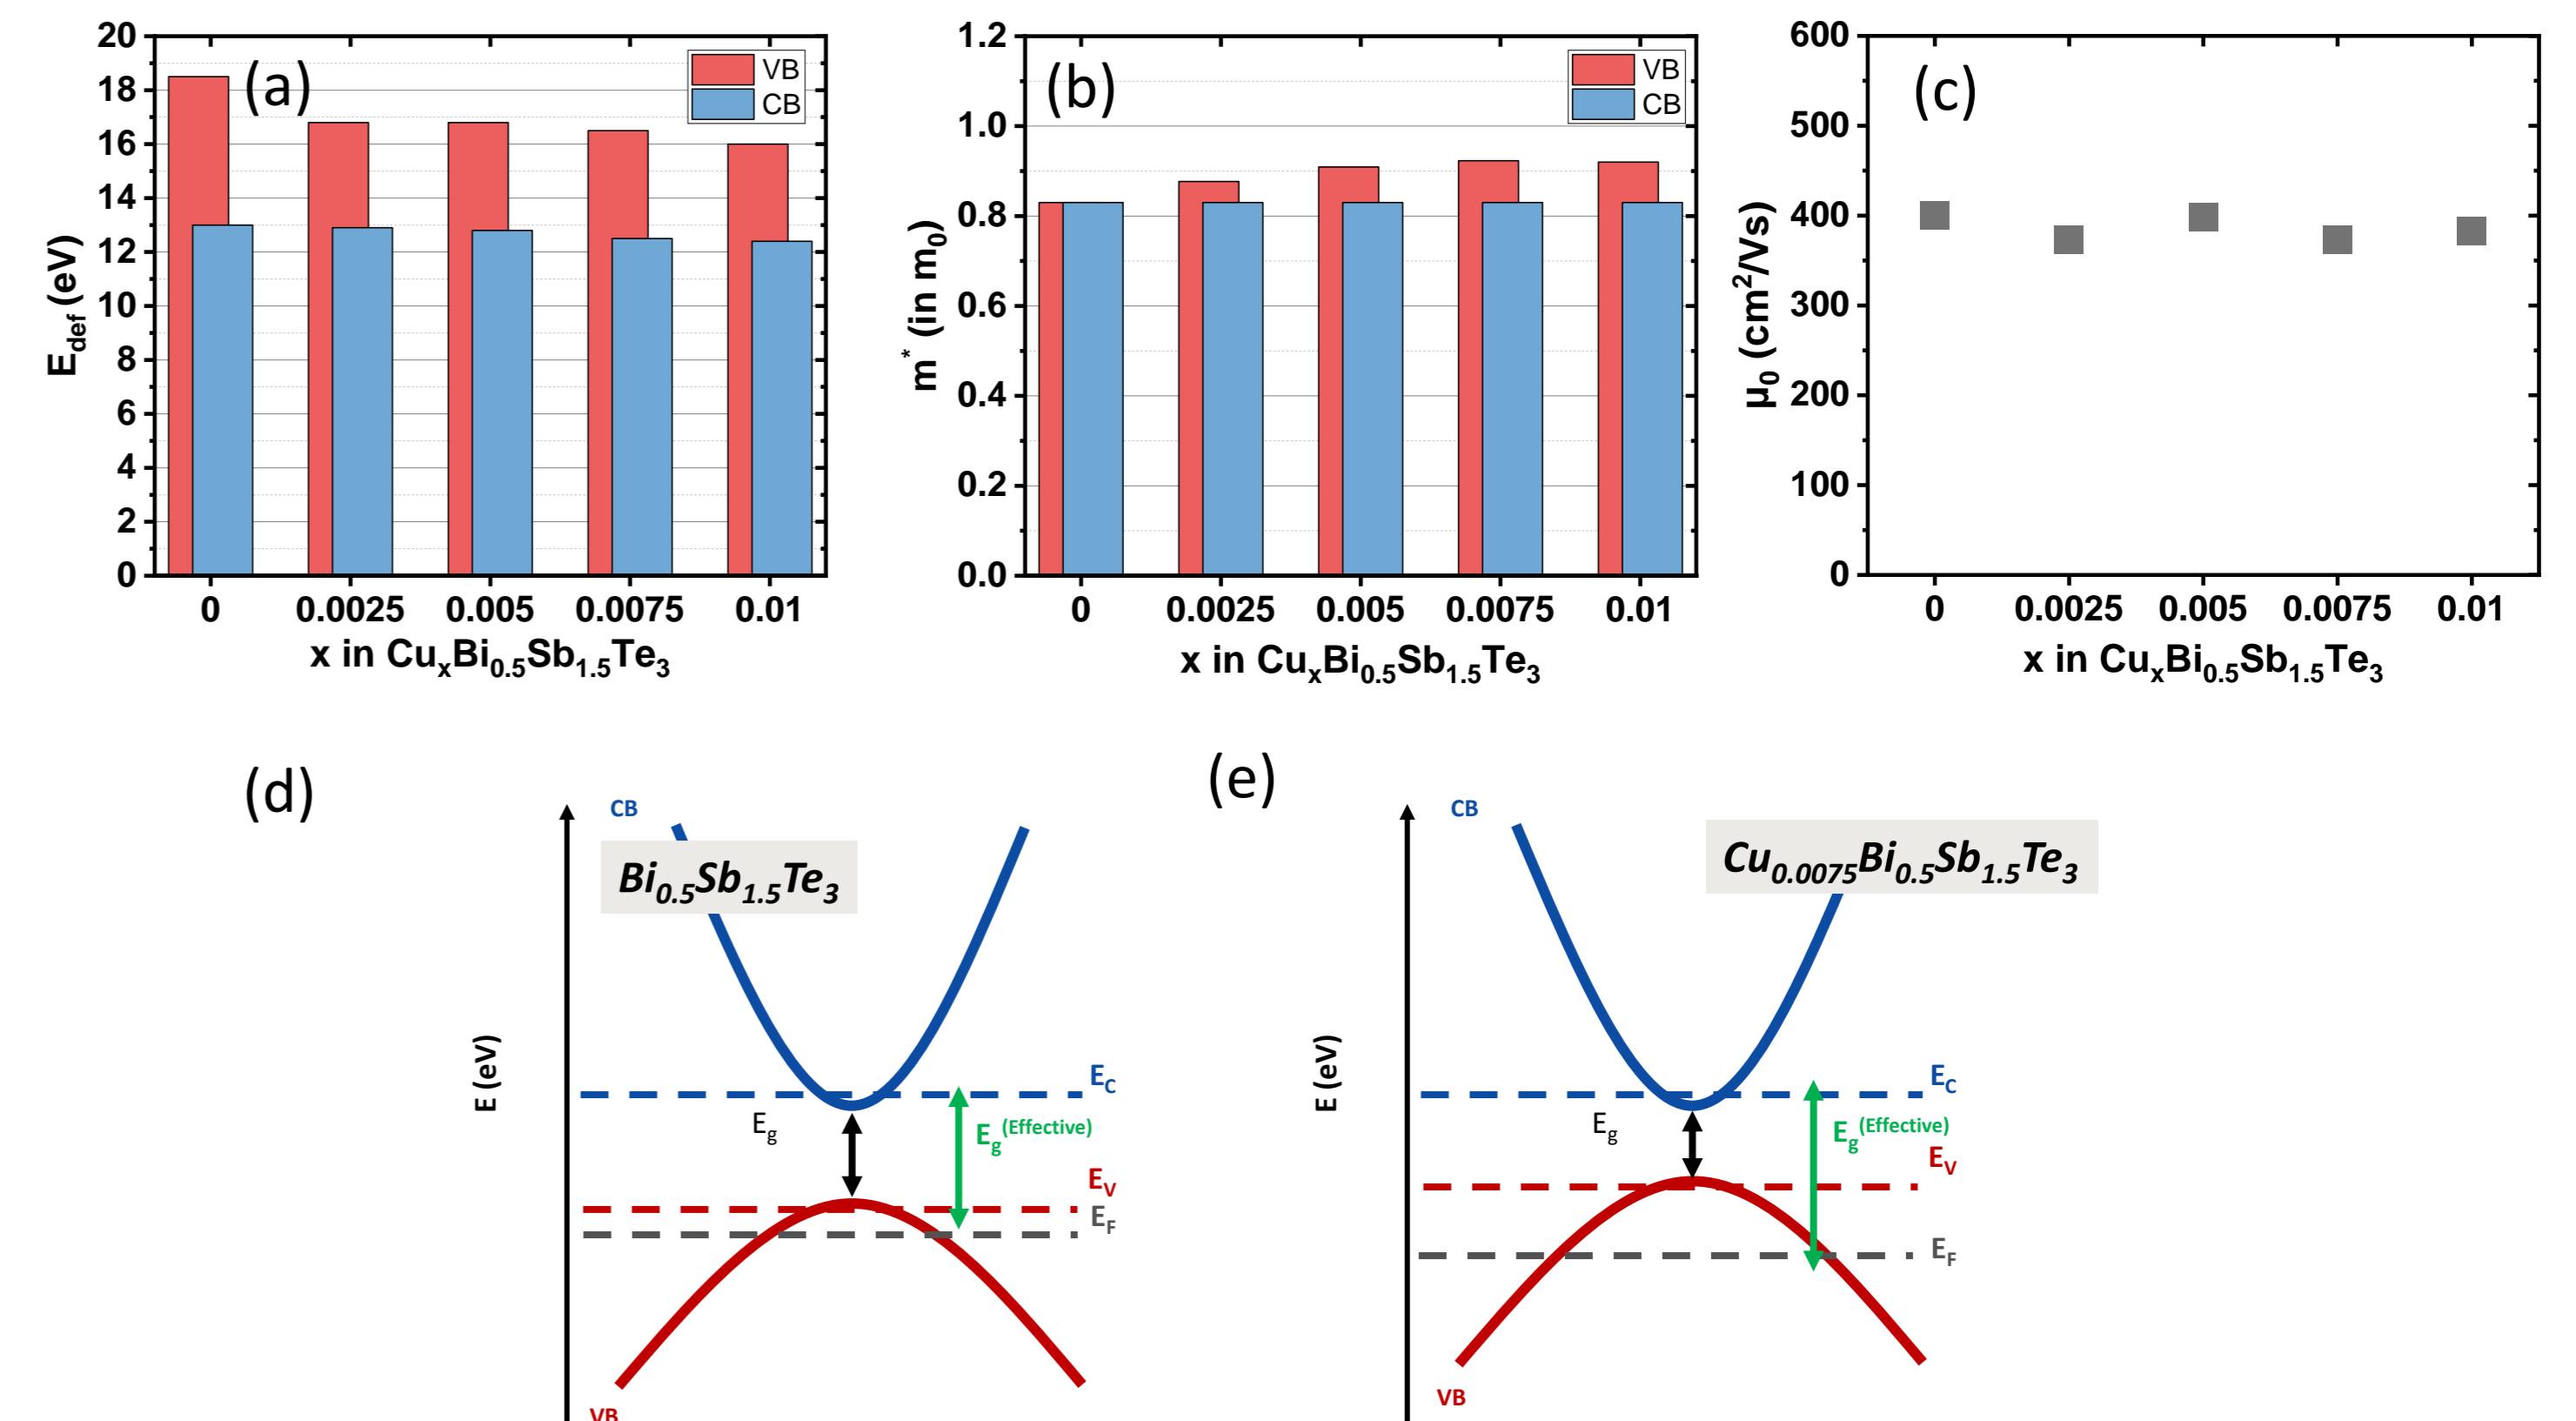 (a)
VB
CB
20
18
16
14
12
10
8
6
4
2
0
E_def (eV)
0 0.0025 0.005 0.0075 0.01
x in Cu_xBi_0.5Sb_1.5Te_3
(b)
VB
CB
1.2
1.0
0.8
0.6
0.4
0.2
0.0
m^* (in m_0)
0 0.0025 0.005 0.0075 0.01
x in Cu_xBi_0.5Sb_1.5Te_3
(c)
600
500
400
300
200
100
0
µ_0 (cm^2/Vs)
0 0.0025 0.005 0.0075 0.01
x in Cu_xBi_0.5Sb_1.5Te_3
(d)
CB
Bi_0.5Sb_1.5Te_3
E (eV)
E_C
E_g
E_g^(Effective)
E_V
E_F
VB
(e)
CB
Cu_0.0075Bi_0.5Sb_1.5Te_3
E (eV)
E_C
E_g
E_g^(Effective)
E_V
E_F
VB